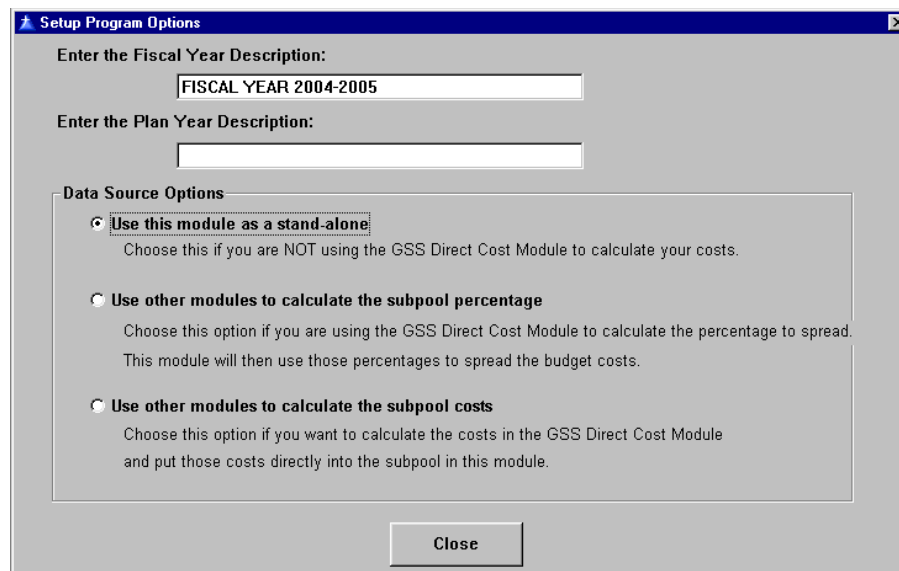 Setup Program Options
Enter the Fiscal Year Description:
FISCAL YEAR 2004-2005
Enter the Plan Year Description:
Data Source Options
Use this module as a stand-alone
Choose this if you are NOT using the GSS Direct Cost Module to calculate your costs.
Use other modules to calculate the subpool percentage
Choose this option if you are using the GSS Direct Cost Module to calculate the percentage to spread.
This module will then use those percentages to spread the budget costs.
Use other modules to calculate the subpool costs
Choose this option if you want to calculate the costs in the GSS Direct Cost Module
and put those costs directly into the subpool in this module.
Close